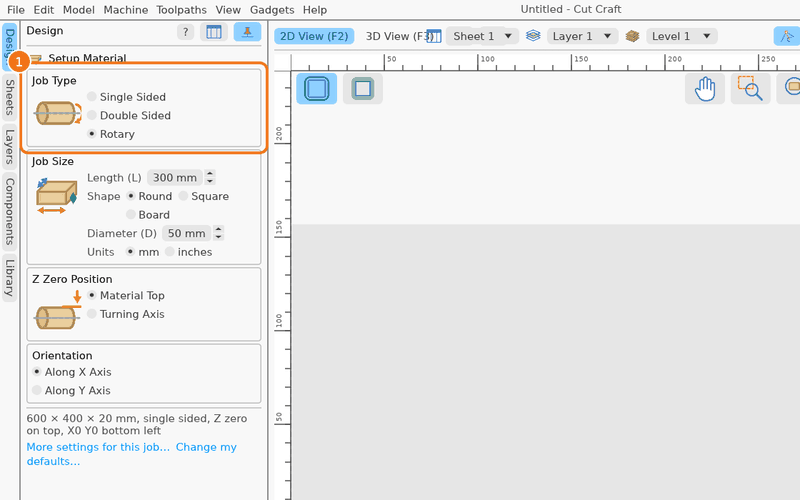 File Edit Model Machine Toolpaths View Gadgets Help Untitled - Cut Craft
Design ?
Setup Material
1
Job Type
Single Sided
Double Sided
Rotary
Job Size
Length (L) 300 mm
Shape Round Square
Board
Diameter (D) 50 mm
Units mm inches
Z Zero Position
Material Top
Turning Axis
Orientation
Along X Axis
Along Y Axis
600 × 400 × 20 mm, single sided, Z zero
on top, X0 Y0 bottom left
More settings for this job... Change my
defaults...
Sheets
Layers
Components
Library
2D View (F2) 3D View (F3) Sheet 1 Layer 1 Level 1
50 100 150 200 250
200
150
100
50